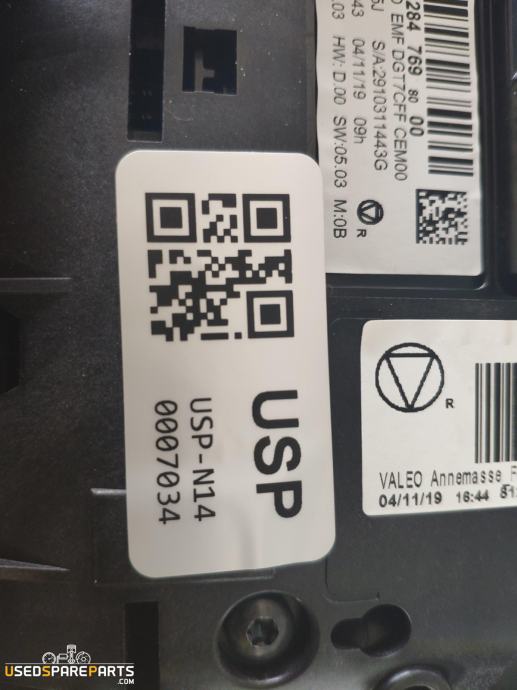 284 769 80 00
EMF DGT7CFF CEM00
5J
S/A:2910311443G
43 04/11/19 09h
.03 HW: D.00 SW:05.03 M:0B
R
USP
USP-N14
0007034
R
VALEO Annemasse
04/11/19 16:44
USEDSPAREPARTS
.COM